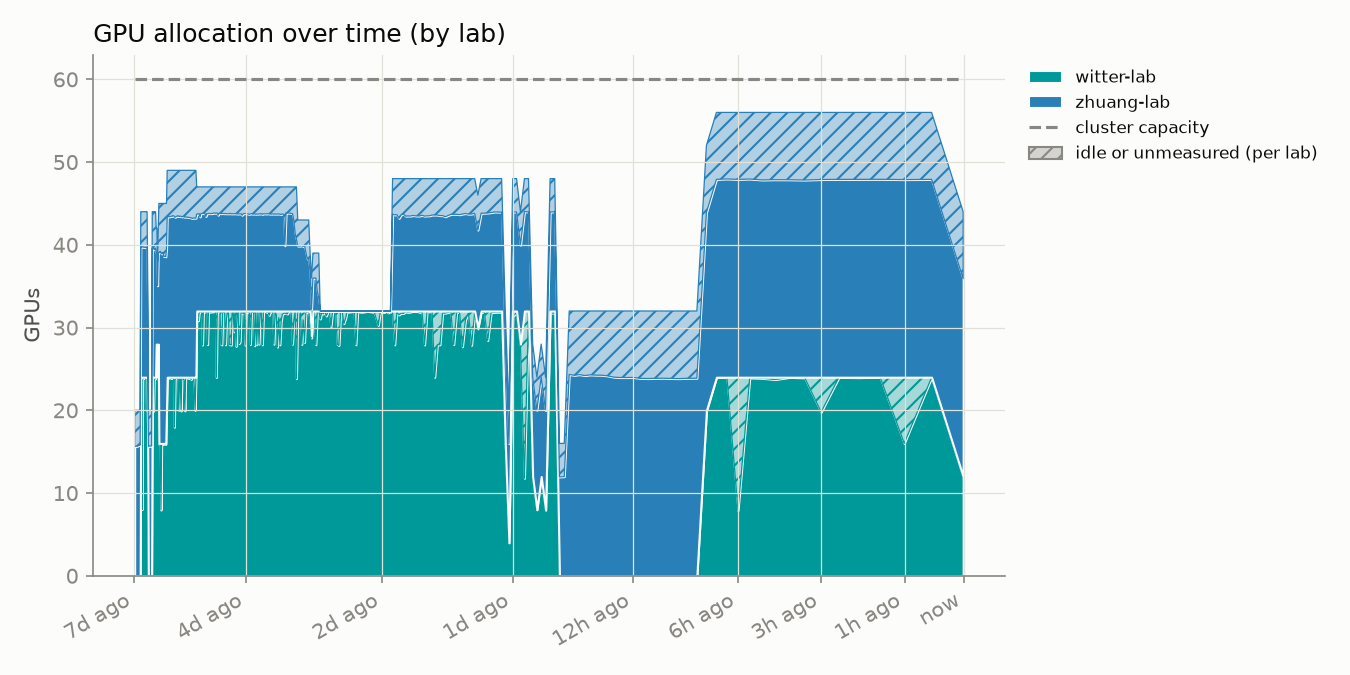 GPU allocation over time (by lab)
GPUs
60
50
40
30
20
10
0
7d ago
4d ago
2d ago
1d ago
12h ago
6h ago
3h ago
1h ago
now
witter-lab
zhuang-lab
cluster capacity
idle or unmeasured (per lab)